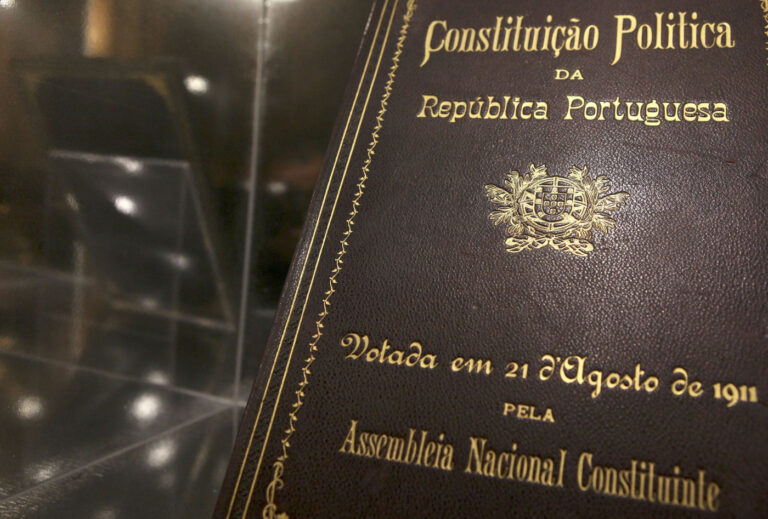 Constituição Politica
DA
República Portuguesa
Votada em 21 d'Agosto de 1911
PELA
Assembleia Nacional Constituinte